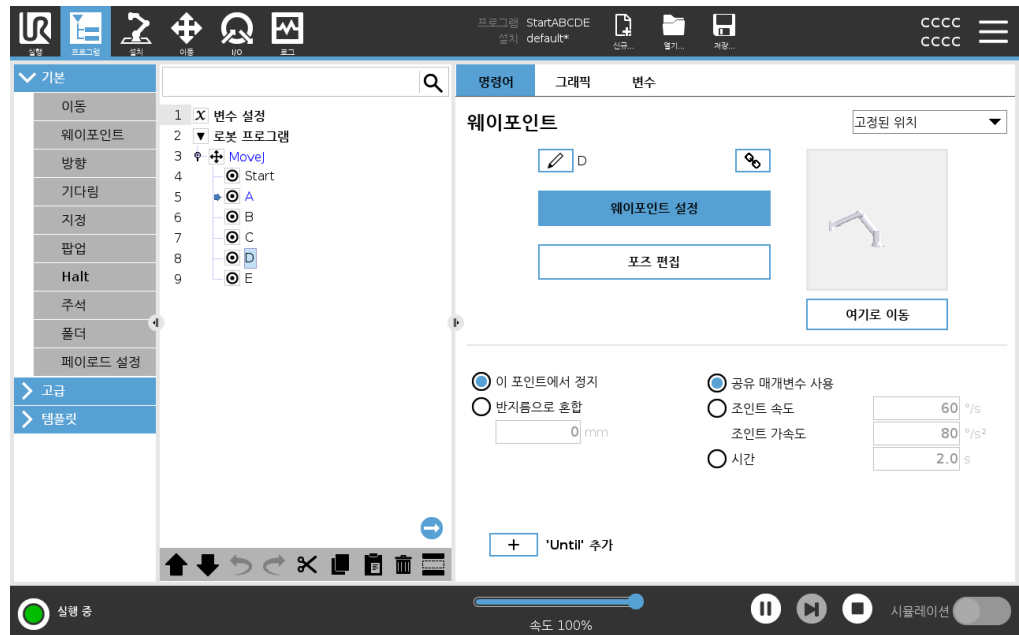 UR
실행
프로그램
설치
이동
I/O
로그
프로그램 StartABCDE
설치 default*
신규...
열기...
저장...
CCCC
CCCC
기본
이동
웨이포인트
방향
기다림
지정
팝업
Halt
주석
폴더
페이로드 설정
고급
템플릿
1 X 변수 설정
2 로봇 프로그램
3 MoveJ
4 Start
5 A
6 B
7 C
8 D
9 E
명령어 그래픽 변수
웨이포인트
고정된 위치
D
웨이포인트 설정
포즈 편집
여기로 이동
이 포인트에서 정지
반지름으로 혼합
0 mm
공유 매개변수 사용
조인트 속도 60 °/s
조인트 가속도 80 °/s²
시간 2.0 s
+ 'Until' 추가
실행 중
속도 100%
시뮬레이션